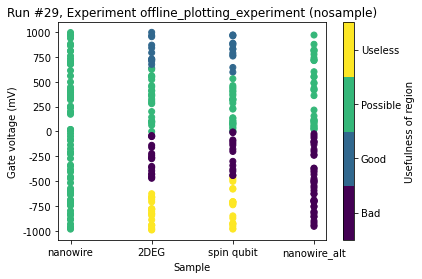 Run #29, Experiment offline_plotting_experiment (nosample)
1000
750
500
250
0
-250
-500
-750
-1000
Gate voltage (mV)
nanowire
2DEG
spin qubit
nanowire_alt
Sample
Useless
Possible
Good
Bad
Usefulness of region